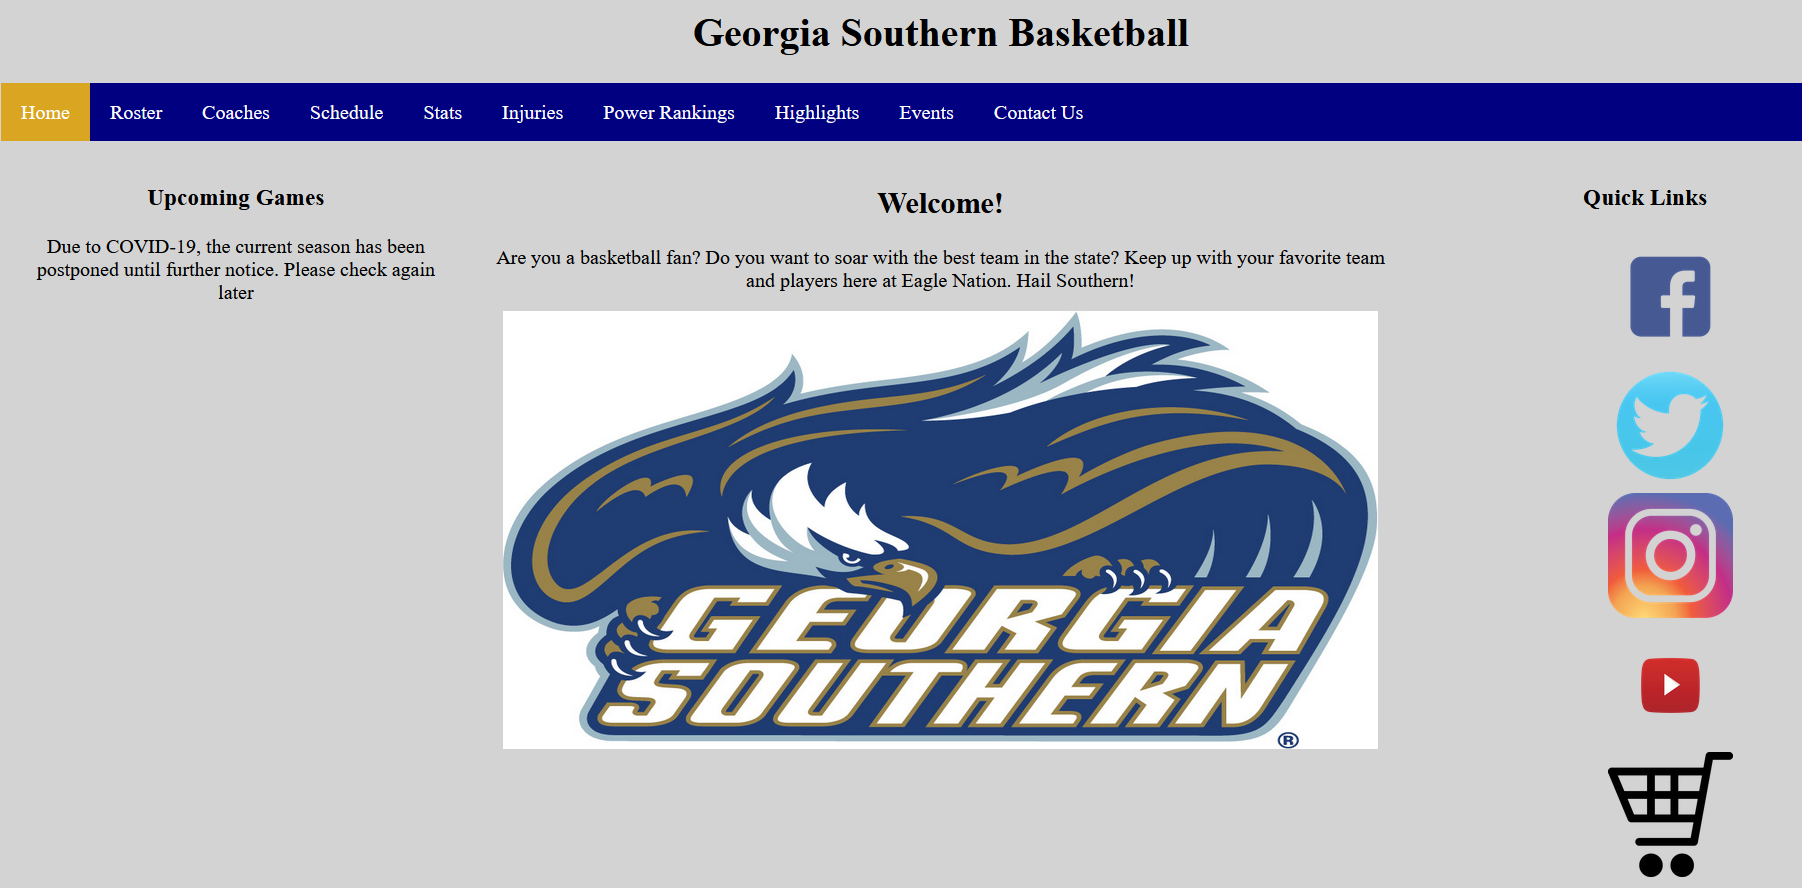 Georgia Southern Basketball
Home Roster Coaches Schedule Stats Injuries Power Rankings Highlights Events Contact Us
Upcoming Games
Due to COVID-19, the current season has been
postponed until further notice. Please check again
later
Welcome!
Are you a basketball fan? Do you want to soar with the best team in the state? Keep up with your favorite team
and players here at Eagle Nation. Hail Southern!
GEORGIA
SOUTHERN
®
Quick Links